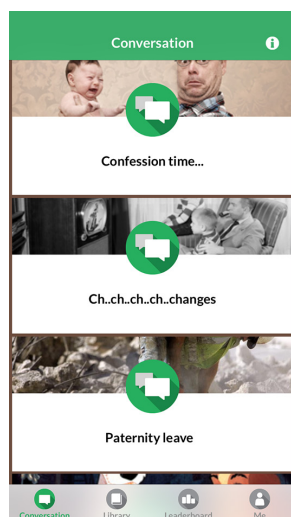 Conversation
i
Confession time...
Ch..ch..ch..ch..changes
Paternity leave
Conversation
Library
Leaderboard
Me